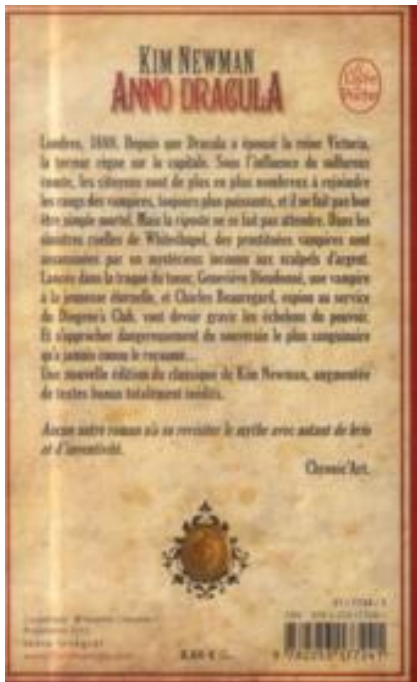 KIM NEWMAN
ANNO DRACULA
Le Livre de Poche
Londres, 1888. Depuis que Dracula a épousé la reine Victoria,
la terreur règne sur la capitale. Sous l'influence du sulfureux
comte, les citoyens sont de plus en plus nombreux à rejoindre
les rangs des vampires, toujours plus puissants, et il ne fait pas bon
être simple mortel. Mais la riposte ne se fait pas attendre. Dans les
sinistres ruelles de Whitechapel, des prostituées vampires sont
assassinées par un mystérieux inconnu aux scalpels d'argent.
Lancés dans la traque du tueur, Geneviève Dieudonné, une vampire
à la jeunesse éternelle, et Charles Beauregard, espion au service
du Diogene's Club, vont devoir gravir les échelons du pouvoir.
Et s'approcher dangereusement du souverain le plus sanguinaire
qu'a jamais connu le royaume...
Une nouvelle édition du classique de Kim Newman, augmentée
de textes bonus totalement inédits.
Aucun autre roman n'a su revisiter le mythe avec autant de brio
et d'inventivité.
Chronic'Art.